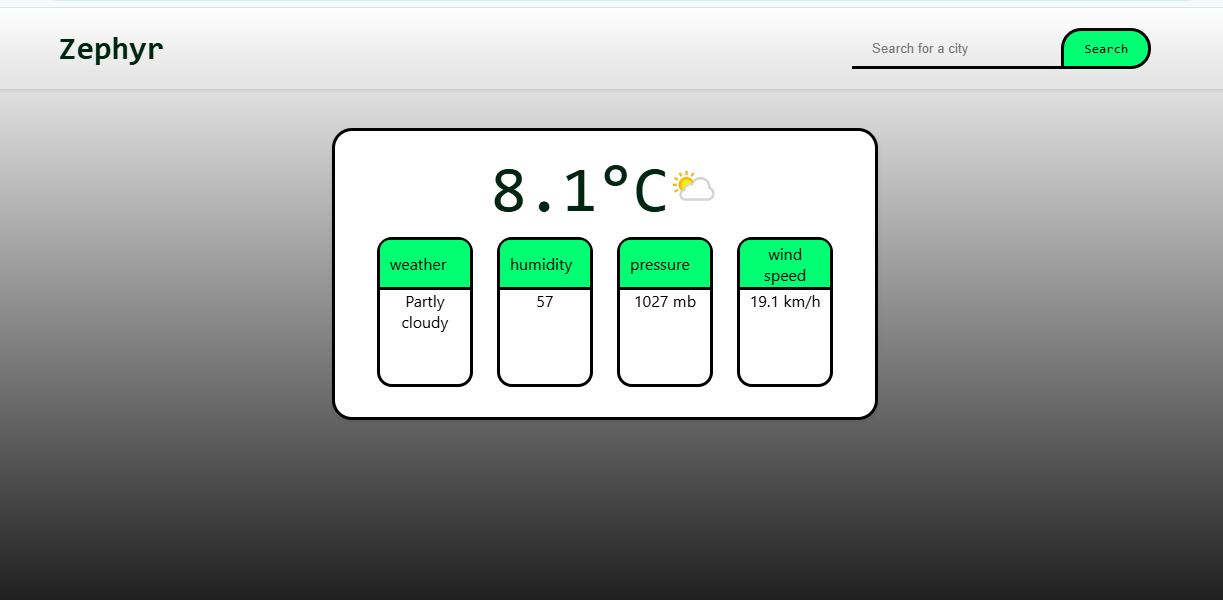 Zephyr
Search for a city
Search
8.1°C
weather
humidity
pressure
wind
speed
Partly
cloudy
57
1027 mb
19.1 km/h